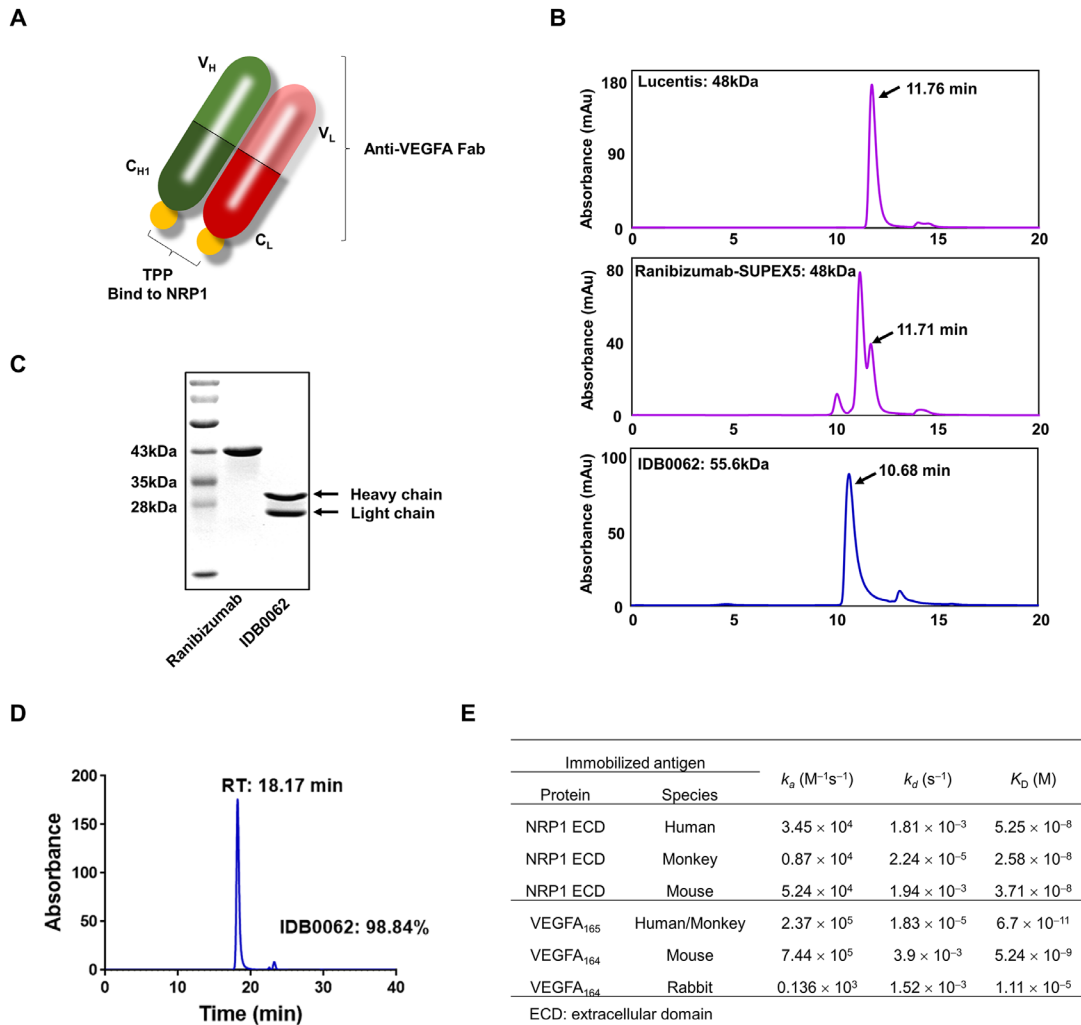 A
V_H
V_L
C_H1
C_L
Anti-VEGFA Fab
TPP
Bind to NRP1
B
Lucentis: 48kDa
11.76 min
Absorbance (mAu)
180
90
0
0 5 10 15 20
Ranibizumab-SUPEX5: 48kDa
11.71 min
Absorbance (mAu)
80
40
0
0 5 10 15 20
IDB0062: 55.6kDa
10.68 min
Absorbance (mAu)
100
50
0
0 5 10 15 20
C
43kDa
35kDa
28kDa
Heavy chain
Light chain
Ranibizumab
IDB0062
D
RT: 18.17 min
IDB0062: 98.84%
Absorbance
200
150
100
50
0
0 10 20 30 40
Time (min)
E
Immobilized antigen
k_a (M⁻¹s⁻¹) k_d (s⁻¹) K_D (M)
Protein Species
NRP1 ECD Human 3.45 × 10⁴ 1.81 × 10⁻³ 5.25 × 10⁻⁸
NRP1 ECD Monkey 0.87 × 10⁴ 2.24 × 10⁻⁵ 2.58 × 10⁻⁸
NRP1 ECD Mouse 5.24 × 10⁴ 1.94 × 10⁻³ 3.71 × 10⁻⁸
VEGFA₁₆₅ Human/Monkey 2.37 × 10⁵ 1.83 × 10⁻⁵ 6.7 × 10⁻¹¹
VEGFA₁₆₄ Mouse 7.44 × 10⁵ 3.9 × 10⁻³ 5.24 × 10⁻⁹
VEGFA₁₆₄ Rabbit 0.136 × 10³ 1.52 × 10⁻³ 1.11 × 10⁻⁵
ECD: extracellular domain